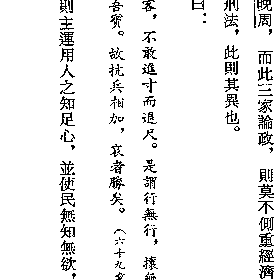 晚周，而此三家論政，則莫不側重經濟
刑法，此則其異也。
曰：
客，不敢進寸而退尺。是謂行無行，攘無
吾寶。故抗兵相加，哀者勝矣。（六十九章
則主運用人之知足心，並使民無知無欲，